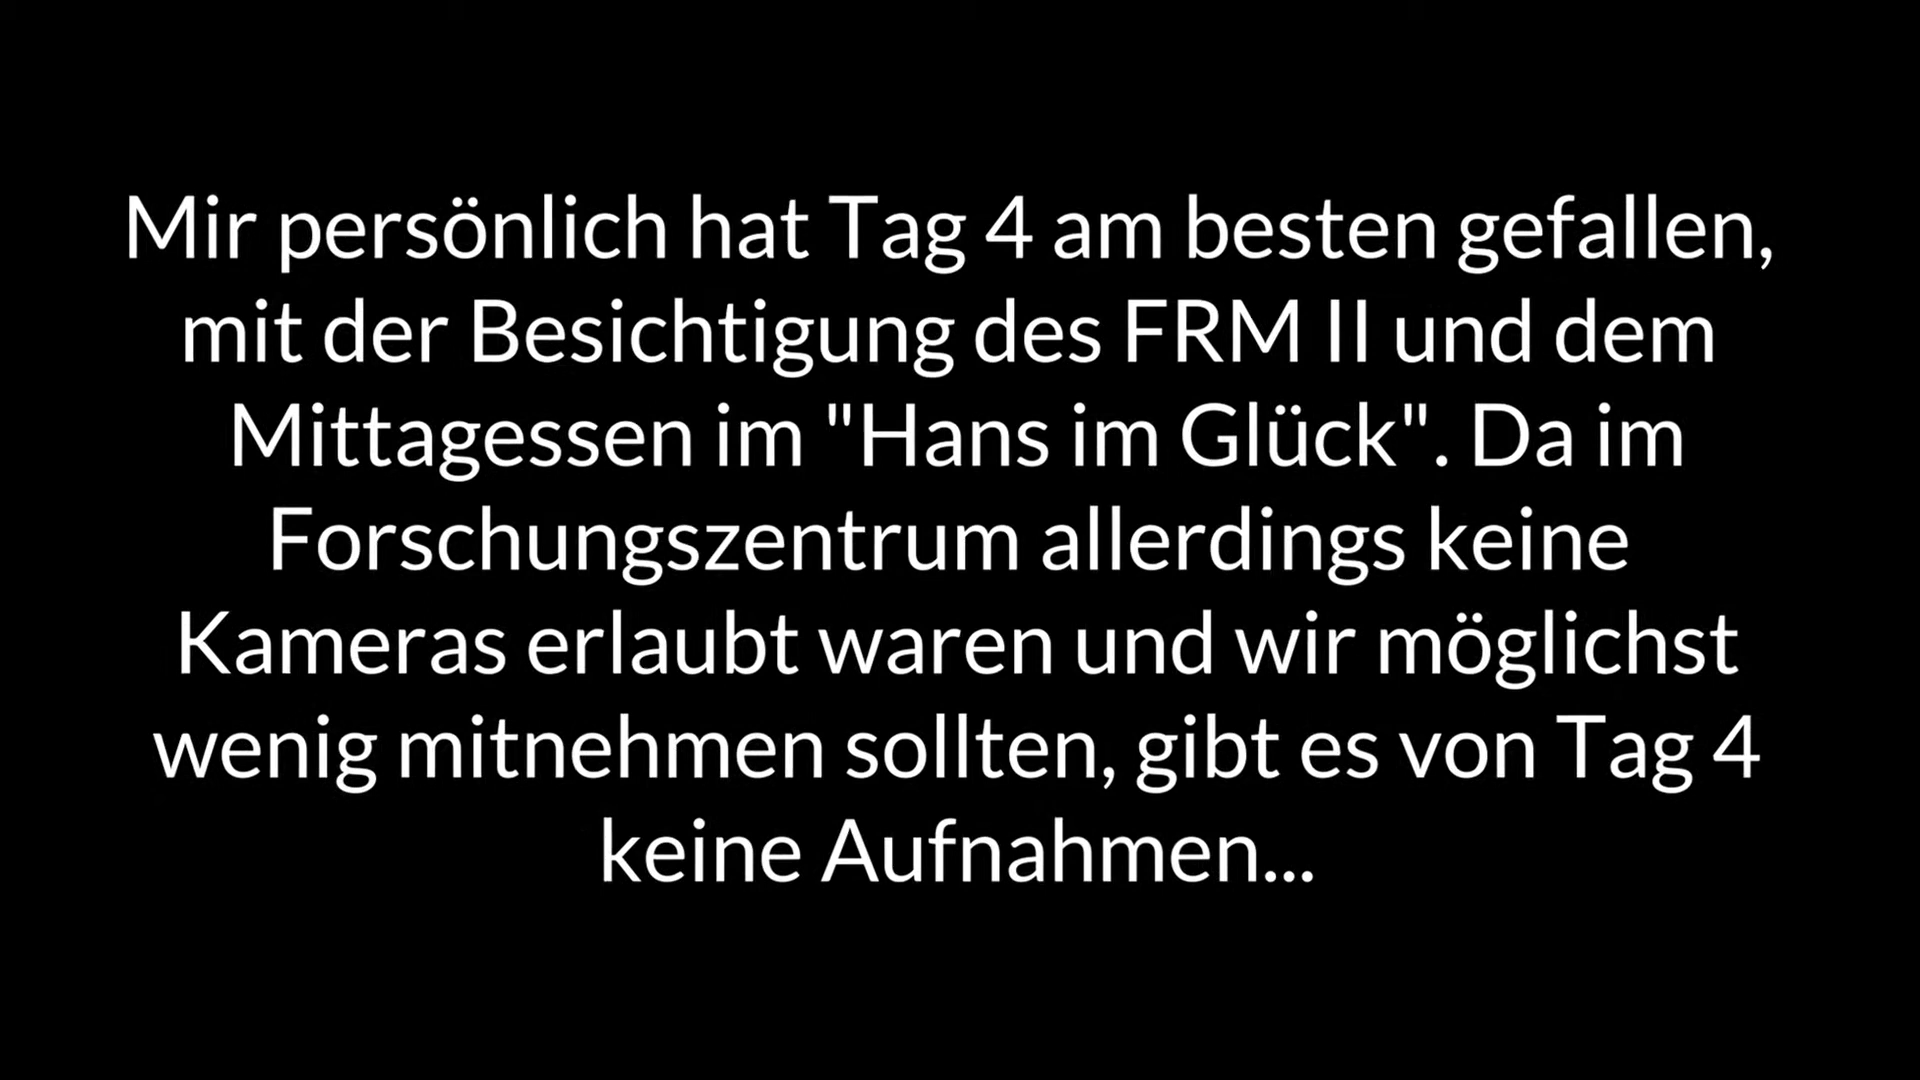 Mir persönlich hat Tag 4 am besten gefallen,
mit der Besichtigung des FRM II und dem
Mittagessen im "Hans im Glück". Da im
Forschungszentrum allerdings keine
Kameras erlaubt waren und wir möglichst
wenig mitnehmen sollten, gibt es von Tag 4
keine Aufnahmen...